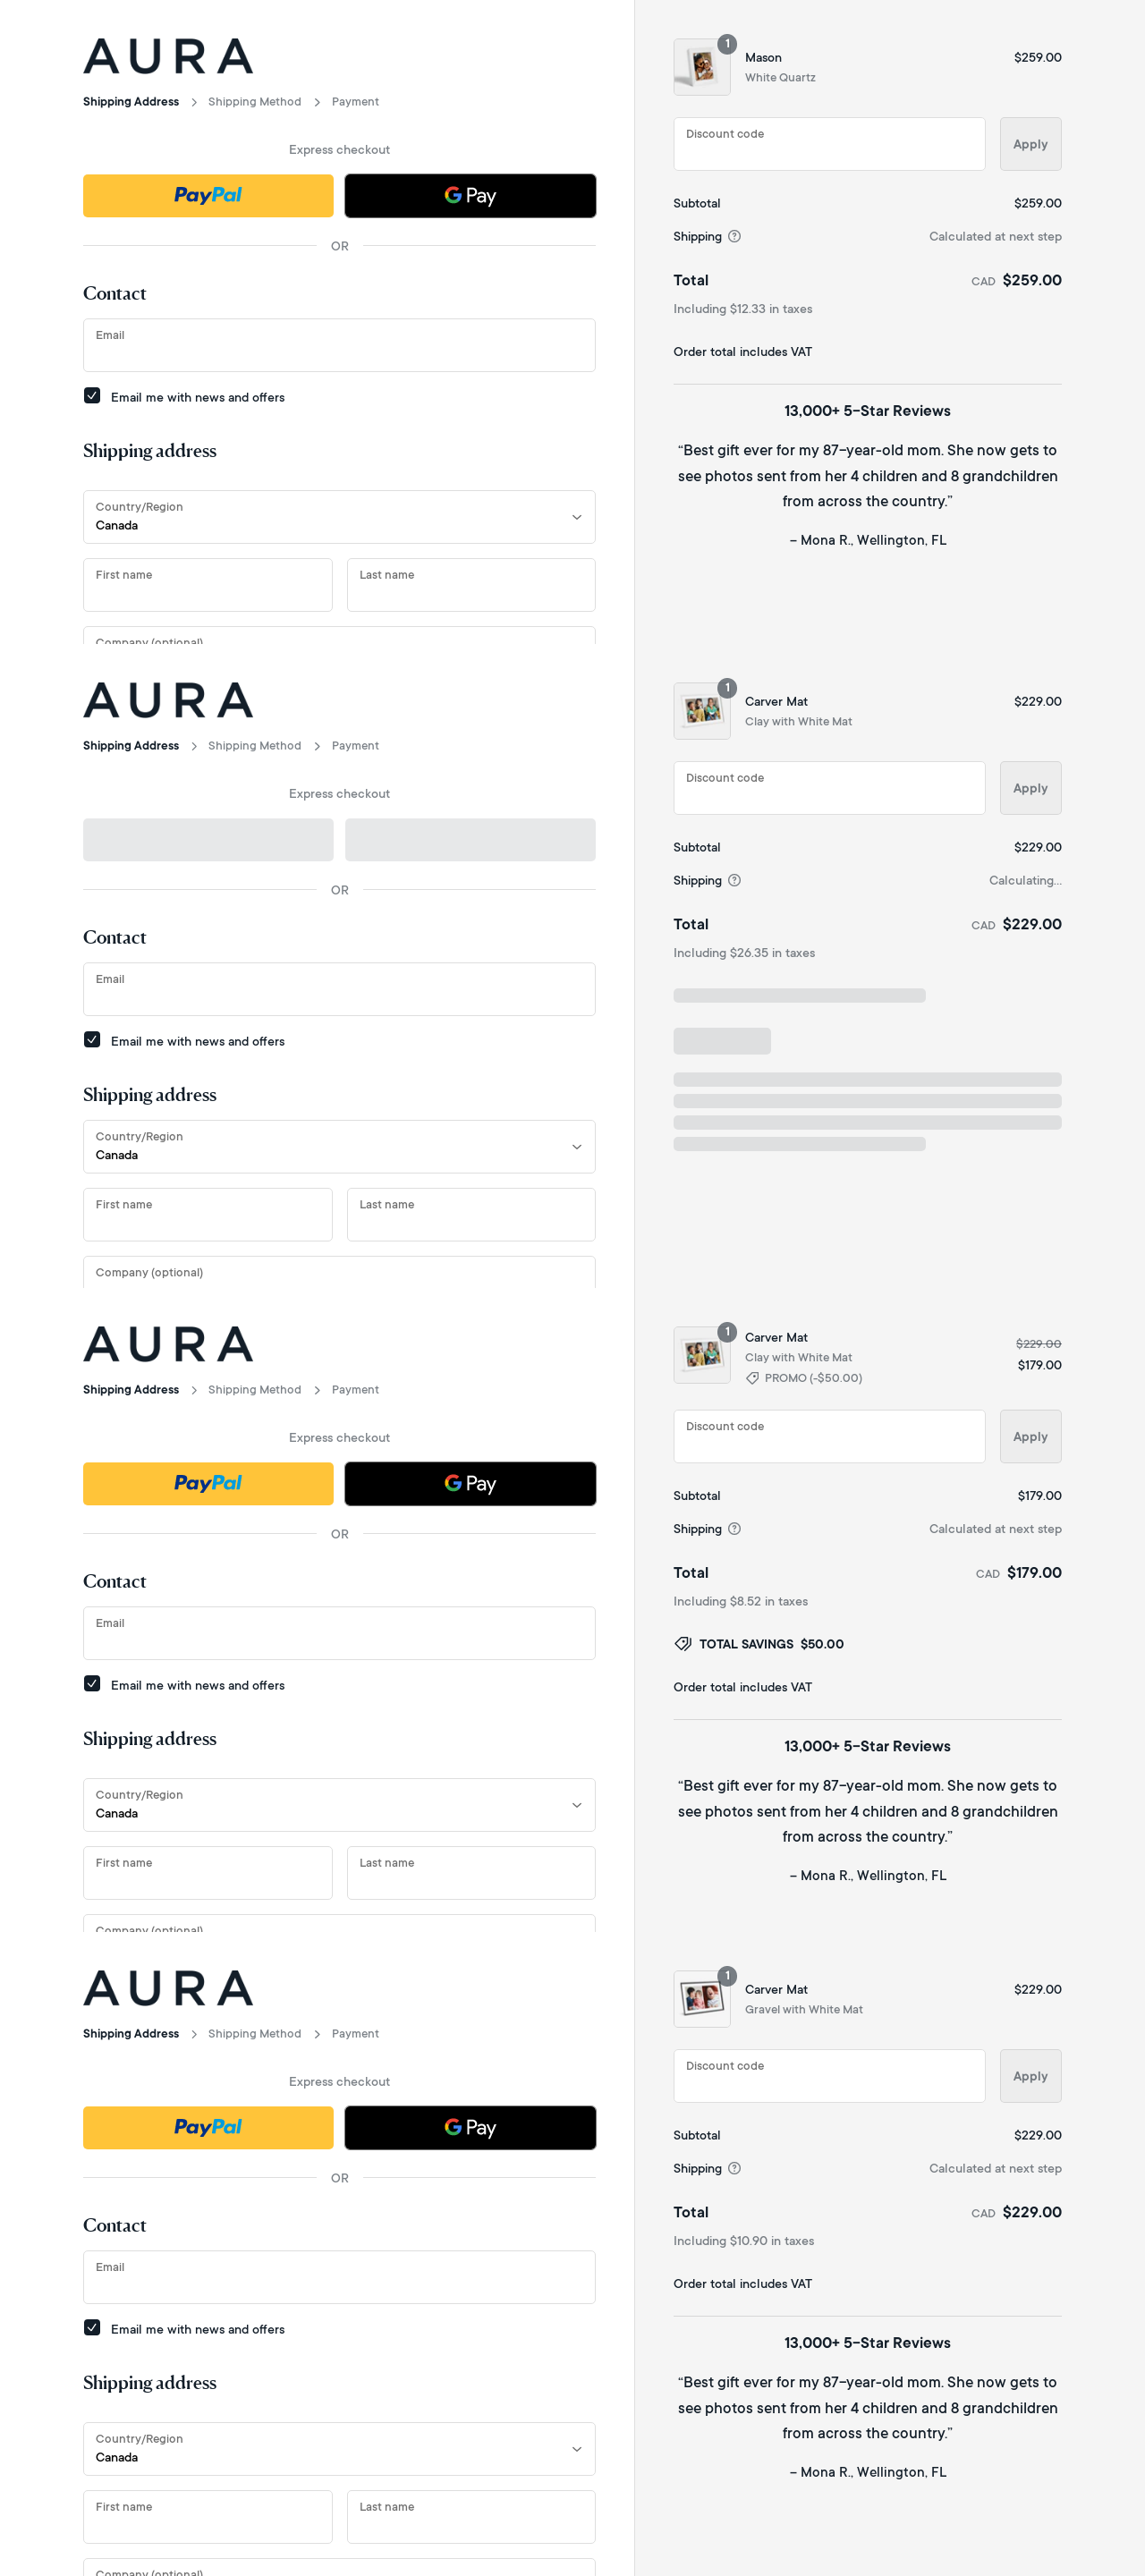 AURA
Shipping Address > Shipping Method > Payment
Express checkout
PayPal
G Pay
OR
Contact
Email
Email me with news and offers
Shipping address
Country/Region
Canada
First name
Last name
Company (optional)
1
Mason
$259.00
White Quartz
Discount code
Apply
Subtotal
$259.00
Shipping
Calculated at next step
Total
CAD $259.00
Including $12.33 in taxes
Order total includes VAT
13,000+ 5-Star Reviews
“Best gift ever for my 87-year-old mom. She now gets to
see photos sent from her 4 children and 8 grandchildren
from across the country.”
– Mona R., Wellington, FL
AURA
Shipping Address > Shipping Method > Payment
Express checkout
OR
Contact
Email
Email me with news and offers
Shipping address
Country/Region
Canada
First name
Last name
Company (optional)
1
Carver Mat
$229.00
Clay with White Mat
Discount code
Apply
Subtotal
$229.00
Shipping
Calculating...
Total
CAD $229.00
Including $26.35 in taxes
AURA
Shipping Address > Shipping Method > Payment
Express checkout
PayPal
G Pay
OR
Contact
Email
Email me with news and offers
Shipping address
Country/Region
Canada
First name
Last name
Company (optional)
1
Carver Mat
$229.00
Clay with White Mat
$179.00
PROMO (-$50.00)
Discount code
Apply
Subtotal
$179.00
Shipping
Calculated at next step
Total
CAD $179.00
Including $8.52 in taxes
TOTAL SAVINGS $50.00
Order total includes VAT
13,000+ 5-Star Reviews
“Best gift ever for my 87-year-old mom. She now gets to
see photos sent from her 4 children and 8 grandchildren
from across the country.”
– Mona R., Wellington, FL
AURA
Shipping Address > Shipping Method > Payment
Express checkout
PayPal
G Pay
OR
Contact
Email
Email me with news and offers
Shipping address
Country/Region
Canada
First name
Last name
Company (optional)
1
Carver Mat
$229.00
Gravel with White Mat
Discount code
Apply
Subtotal
$229.00
Shipping
Calculated at next step
Total
CAD $229.00
Including $10.90 in taxes
Order total includes VAT
13,000+ 5-Star Reviews
“Best gift ever for my 87-year-old mom. She now gets to
see photos sent from her 4 children and 8 grandchildren
from across the country.”
– Mona R., Wellington, FL